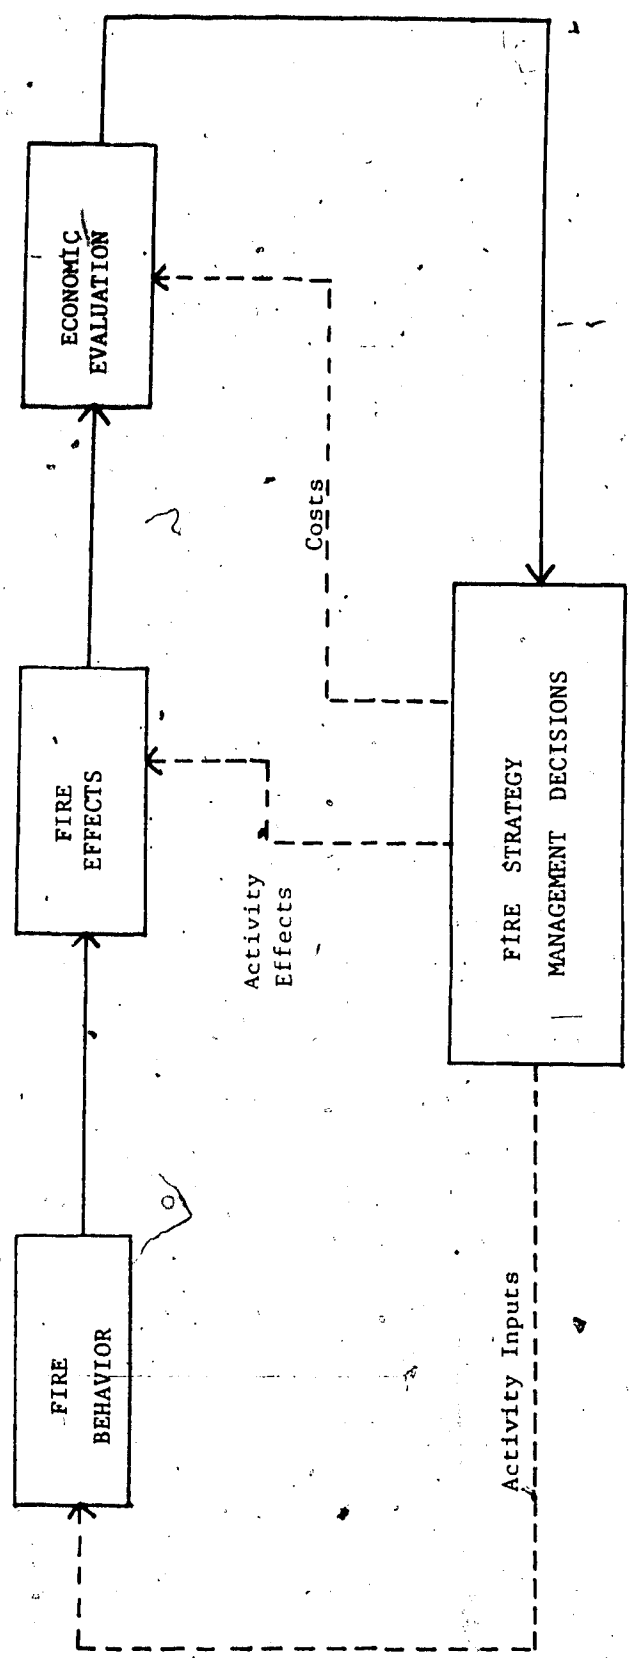 FIRE
BEHAVIOR
FIRE
EFFECTS
ECONOMIC
EVALUATION
Activity
Effects
Costs
Activity Inputs
FIRE STRATEGY
MANAGEMENT DECISIONS